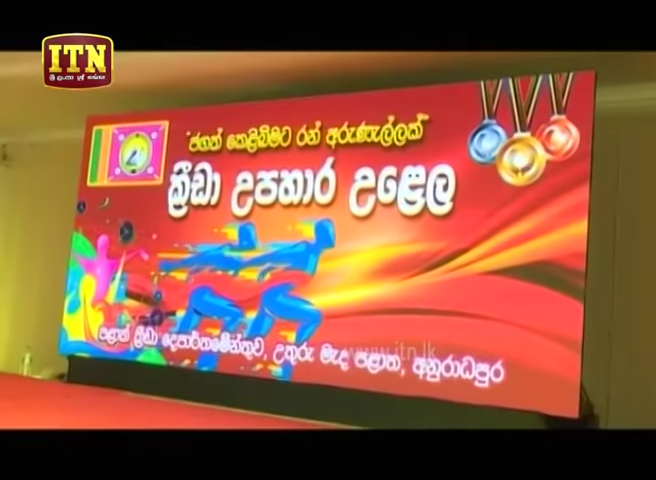 ITN
ශ්‍රී ලංකා
"ජගත් කෙළිබිමට රන් අරුණැල්ලක්"
ක්‍රීඩා උපහාර උළෙල
www.itn.lk
පළාත් ක්‍රීඩා දෙපාර්තමේන්තුව, උතුරු මැද පළාත, අනුරාධපුර